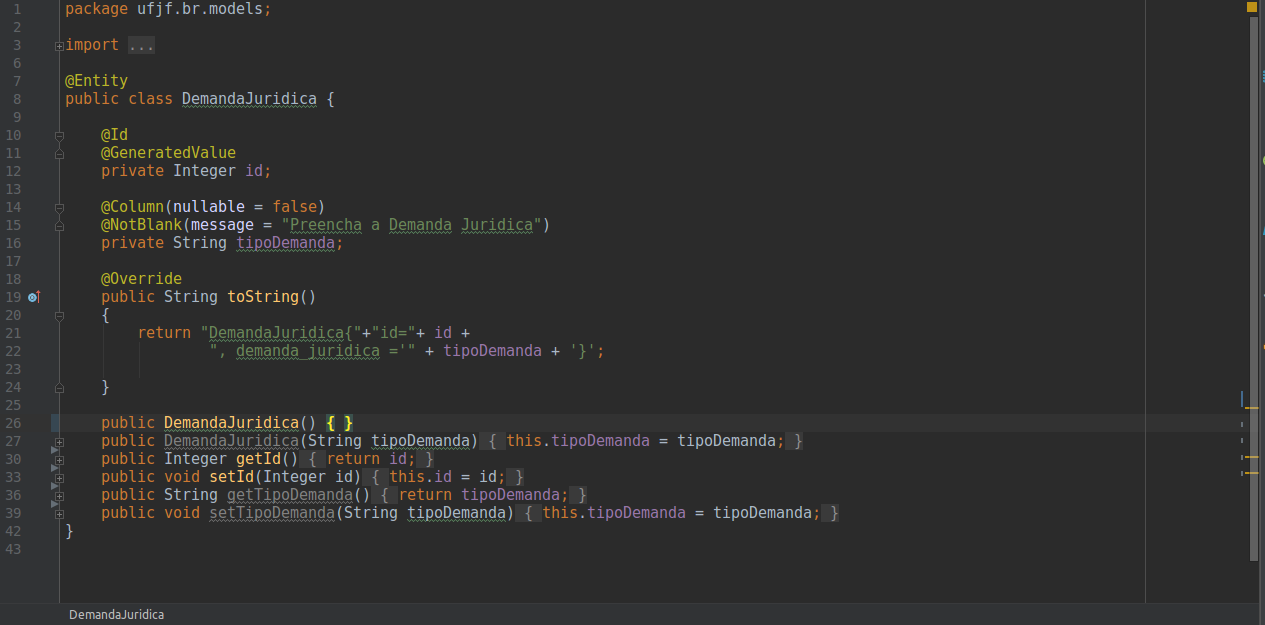 1 package ufjf.br.models;
2
3 import ...
6
7 @Entity
8 public class DemandaJuridica {
9
10 @Id
11 @GeneratedValue
12 private Integer id;
13
14 @Column(nullable = false)
15 @NotBlank(message = "Preencha a Demanda Juridica")
16 private String tipoDemanda;
17
18 @Override
19 public String toString()
20 {
21 return "DemandaJuridica{"+"id="+ id +
22 ", demanda_juridica ='" + tipoDemanda + '}';
23
24 }
25
26 public DemandaJuridica() { }
27 public DemandaJuridica(String tipoDemanda) { this.tipoDemanda = tipoDemanda; }
30 public Integer getId() { return id; }
33 public void setId(Integer id) { this.id = id; }
36 public String getTipoDemanda() { return tipoDemanda; }
39 public void setTipoDemanda(String tipoDemanda) { this.tipoDemanda = tipoDemanda; }
42 }
43
DemandaJuridica